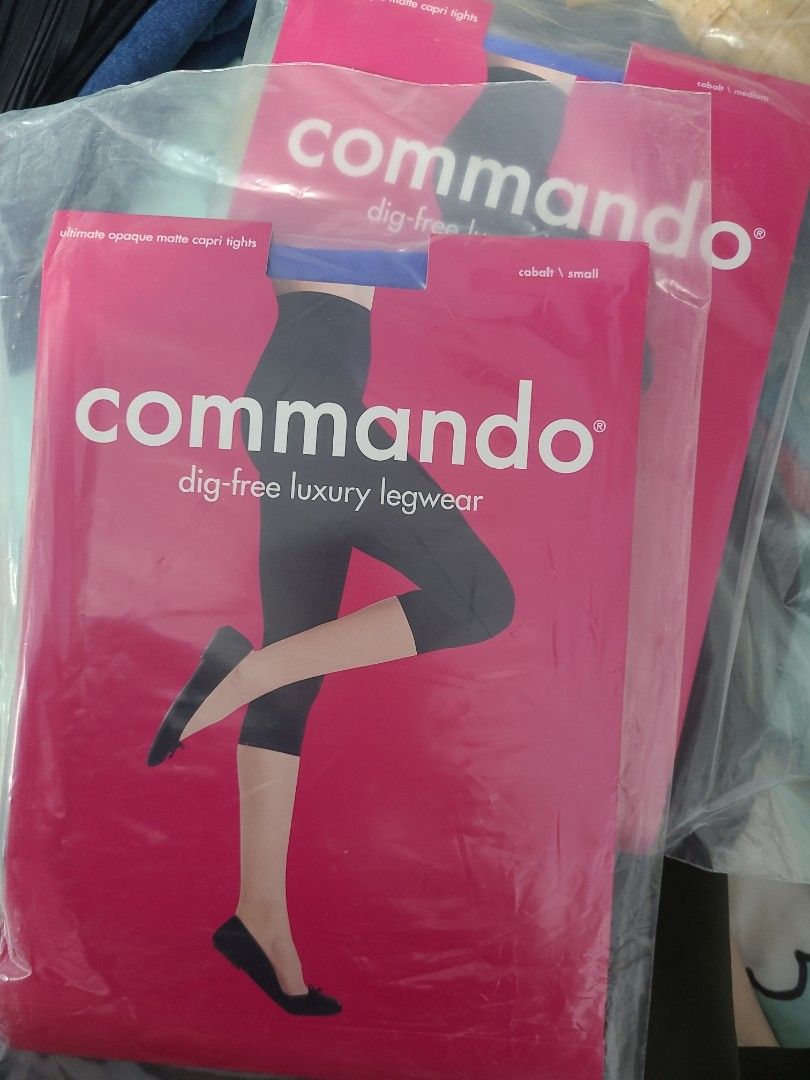 matte capri tights
cobalt \ medium
commando®
dig-free lu
ultimate opaque matte capri tights
cobalt \ small
commando®
dig-free luxury legwear